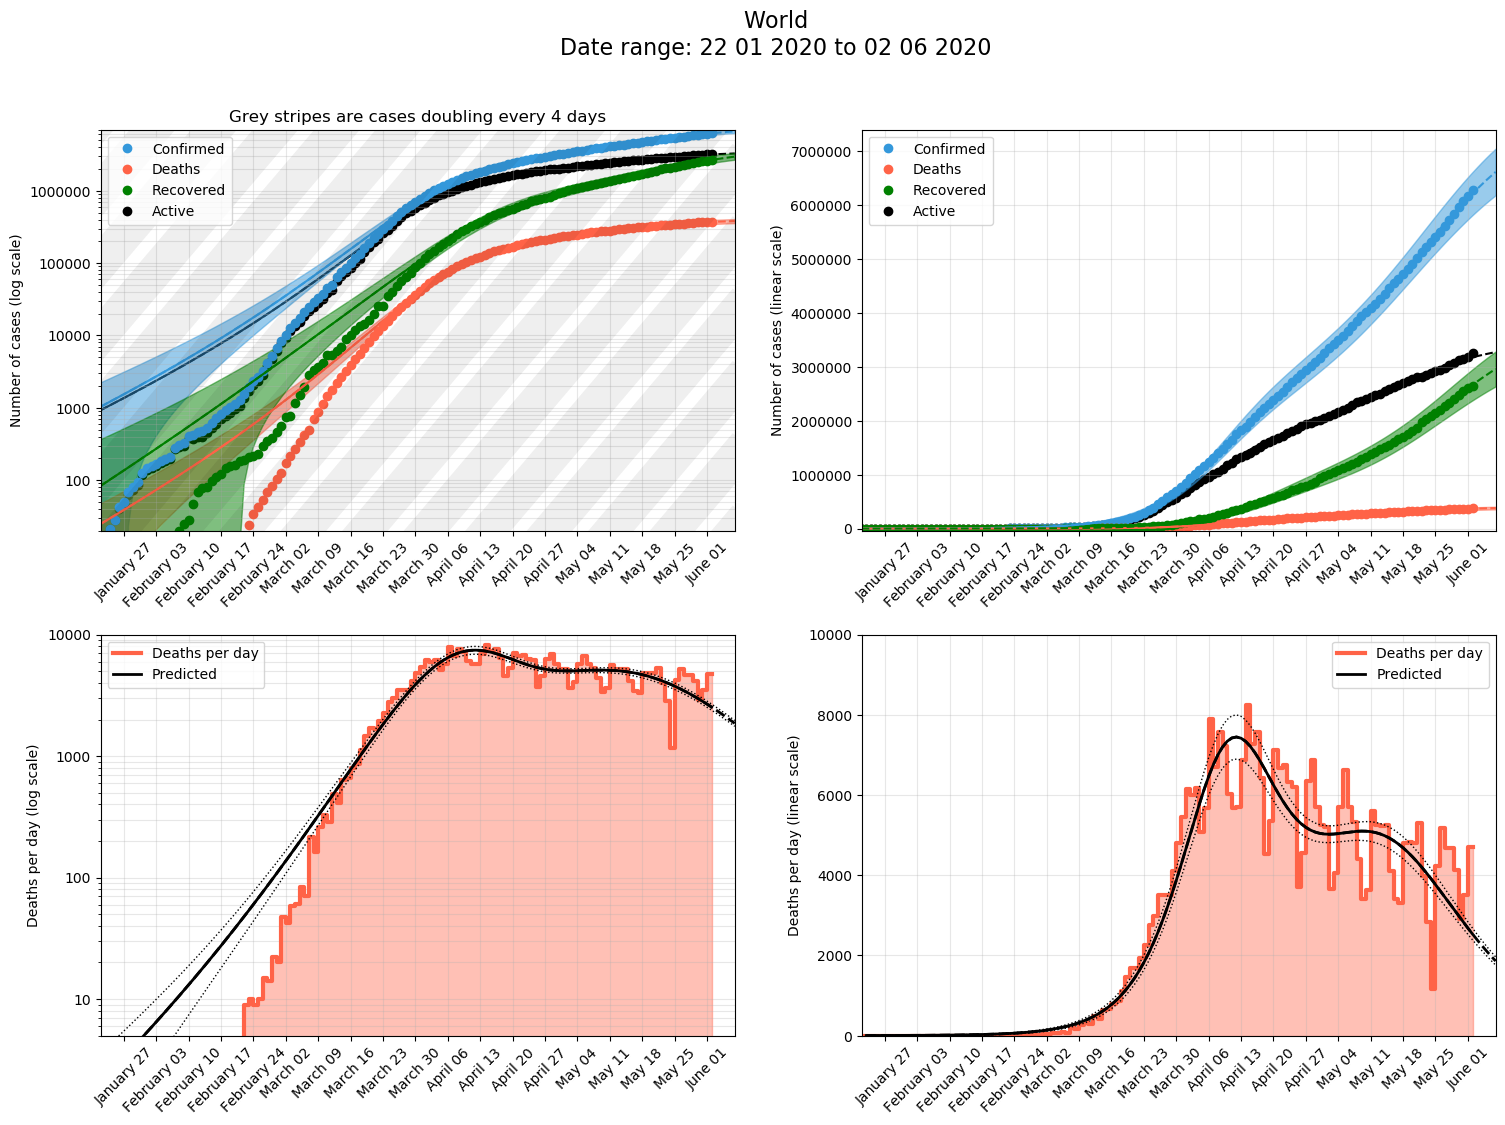 World
Date range: 22 01 2020 to 02 06 2020
Grey stripes are cases doubling every 4 days
Number of cases (log scale)
1000000
100000
10000
1000
100
Confirmed
Deaths
Recovered
Active
January 27
February 03
February 10
February 17
February 24
March 02
March 09
March 16
March 23
March 30
April 06
April 13
April 20
April 27
May 04
May 11
May 18
May 25
June 01
Number of cases (linear scale)
7000000
6000000
5000000
4000000
3000000
2000000
1000000
0
Confirmed
Deaths
Recovered
Active
January 27
February 03
February 10
February 17
February 24
March 02
March 09
March 16
March 23
March 30
April 06
April 13
April 20
April 27
May 04
May 11
May 18
May 25
June 01
Deaths per day (log scale)
10000
1000
100
10
Deaths per day
Predicted
January 27
February 03
February 10
February 17
February 24
March 02
March 09
March 16
March 23
March 30
April 06
April 13
April 20
April 27
May 04
May 11
May 18
May 25
June 01
Deaths per day (linear scale)
10000
8000
6000
4000
2000
0
Deaths per day
Predicted
January 27
February 03
February 10
February 17
February 24
March 02
March 09
March 16
March 23
March 30
April 06
April 13
April 20
April 27
May 04
May 11
May 18
May 25
June 01